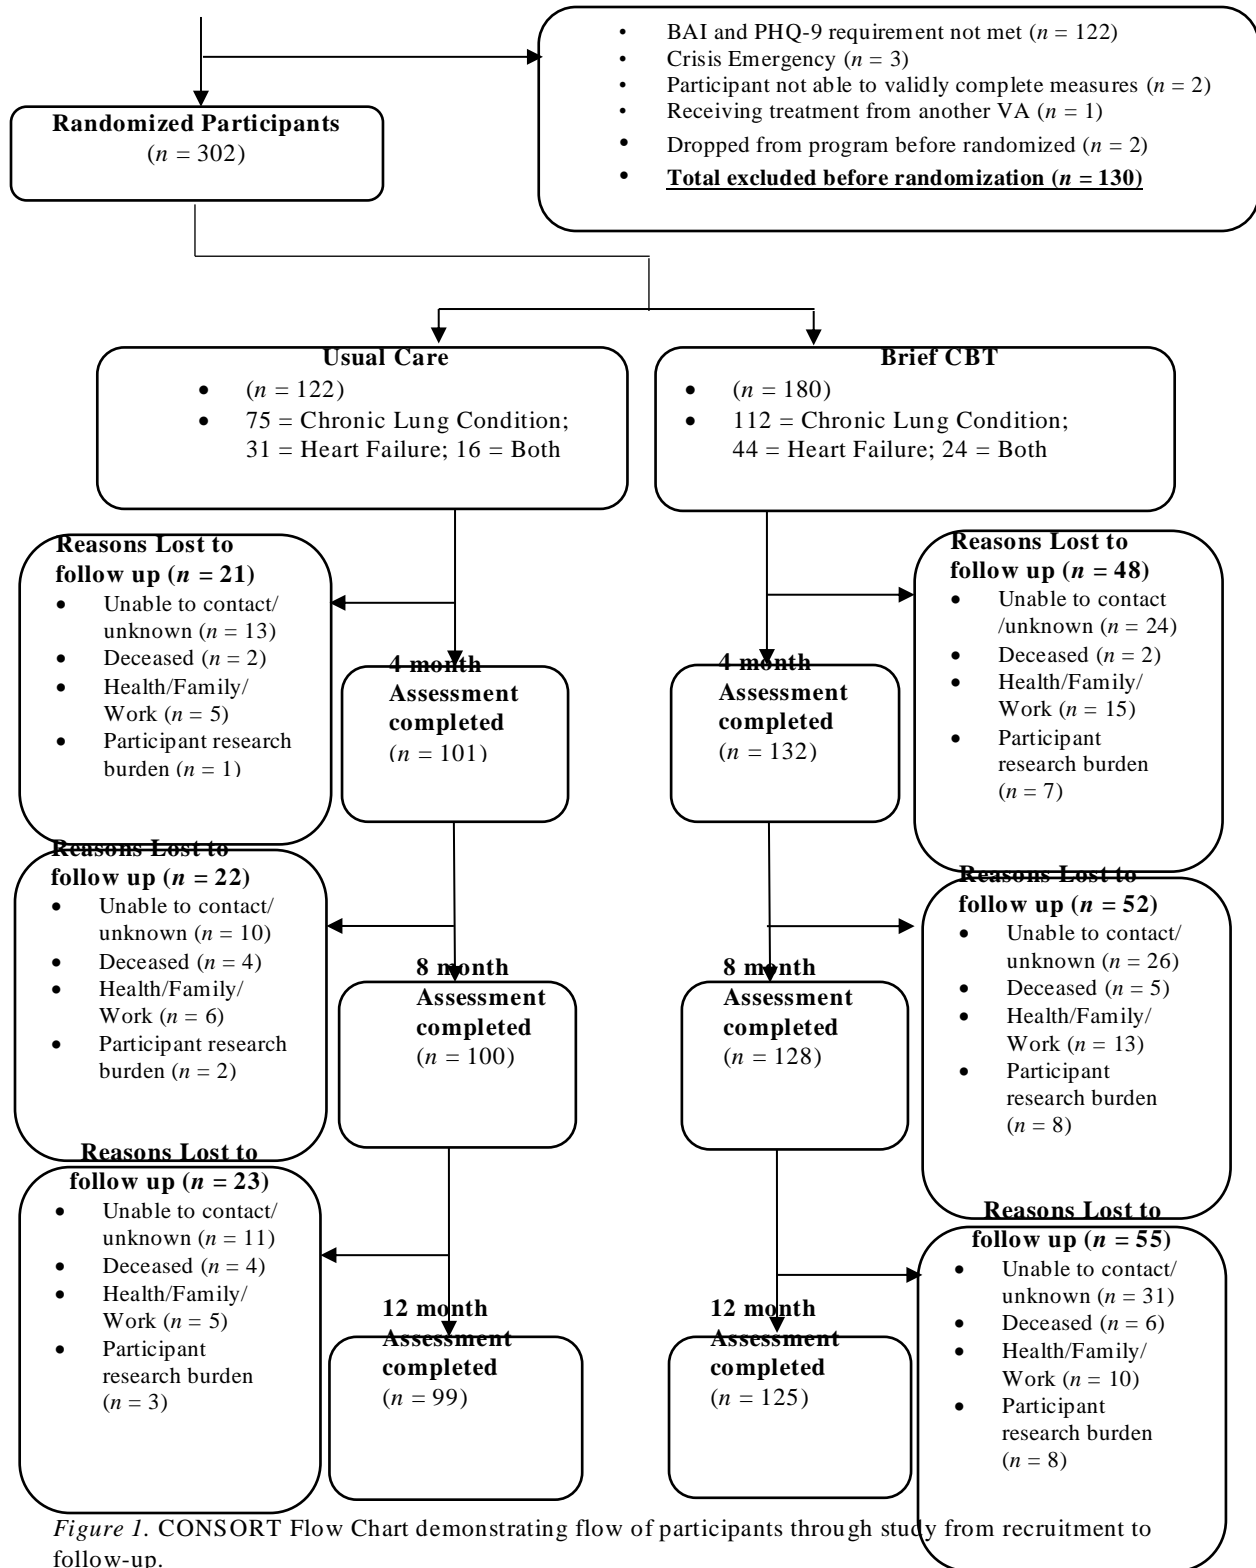 • BAI and PHQ-9 requirement not met (n = 122)
• Crisis Emergency (n = 3)
• Participant not able to validly complete measures (n = 2)
• Receiving treatment from another VA (n = 1)
• Dropped from program before randomized (n = 2)
• Total excluded before randomization (n = 130)
Randomized Participants
(n = 302)
Usual Care
• (n = 122)
• 75 = Chronic Lung Condition;
31 = Heart Failure; 16 = Both
Brief CBT
• (n = 180)
• 112 = Chronic Lung Condition;
44 = Heart Failure; 24 = Both
Reasons Lost to
follow up (n = 21)
• Unable to contact/
unknown (n = 13)
• Deceased (n = 2)
• Health/Family/
Work (n = 5)
• Participant research
burden (n = 1)
4 month
Assessment
completed
(n = 101)
4 month
Assessment
completed
(n = 132)
Reasons Lost to
follow up (n = 48)
• Unable to contact
/unknown (n = 24)
• Deceased (n = 2)
• Health/Family/
Work (n = 15)
• Participant
research burden
(n = 7)
Reasons Lost to
follow up (n = 22)
• Unable to contact/
unknown (n = 10)
• Deceased (n = 4)
• Health/Family/
Work (n = 6)
• Participant research
burden (n = 2)
8 month
Assessment
completed
(n = 100)
8 month
Assessment
completed
(n = 128)
Reasons Lost to
follow up (n = 52)
• Unable to contact/
unknown (n = 26)
• Deceased (n = 5)
• Health/Family/
Work (n = 13)
• Participant
research burden
(n = 8)
Reasons Lost to
follow up (n = 23)
• Unable to contact/
unknown (n = 11)
• Deceased (n = 4)
• Health/Family/
Work (n = 5)
• Participant
research burden
(n = 3)
12 month
Assessment
completed
(n = 99)
12 month
Assessment
completed
(n = 125)
Reasons Lost to
follow up (n = 55)
• Unable to contact/
unknown (n = 31)
• Deceased (n = 6)
• Health/Family/
Work (n = 10)
• Participant
research burden
(n = 8)
Figure 1. CONSORT Flow Chart demonstrating flow of participants through study from recruitment to
follow-up.